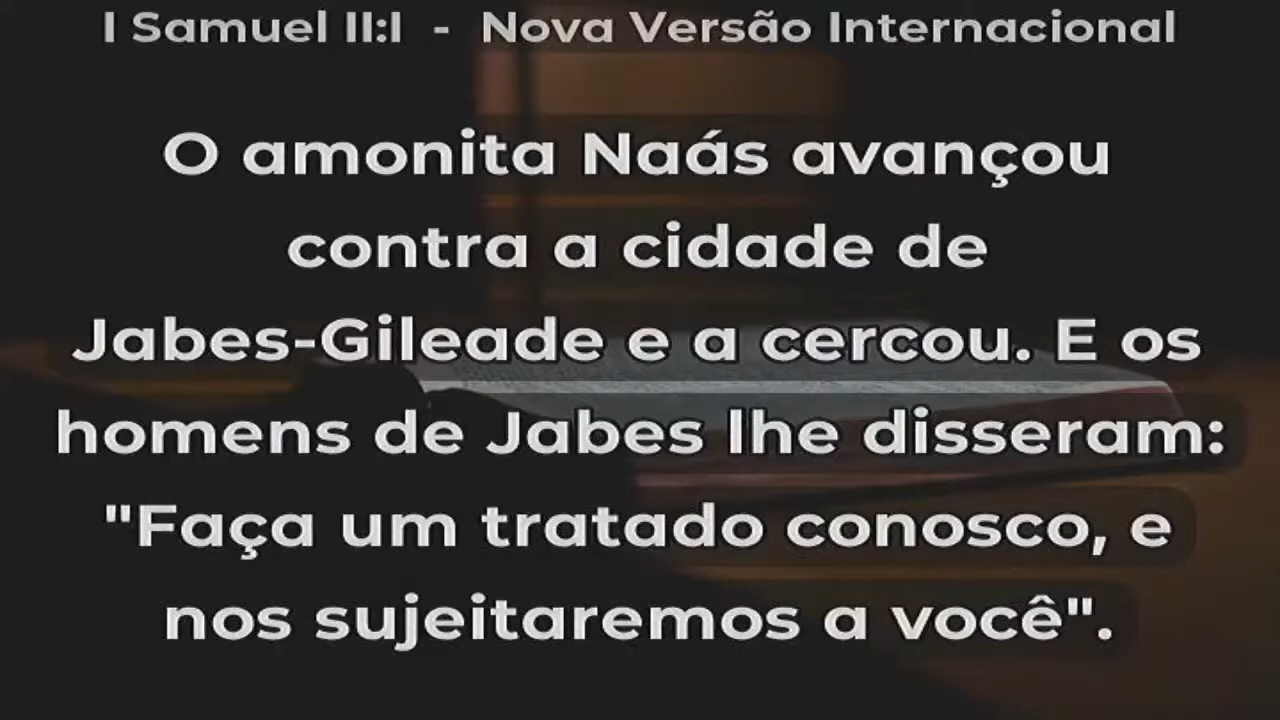 I Samuel II:I - Nova Versão Internacional
O amonita Naás avançou
contra a cidade de
Jabes-Gileade e a cercou. E os
homens de Jabes lhe disseram:
"Faça um tratado conosco, e
nos sujeitaremos a você".